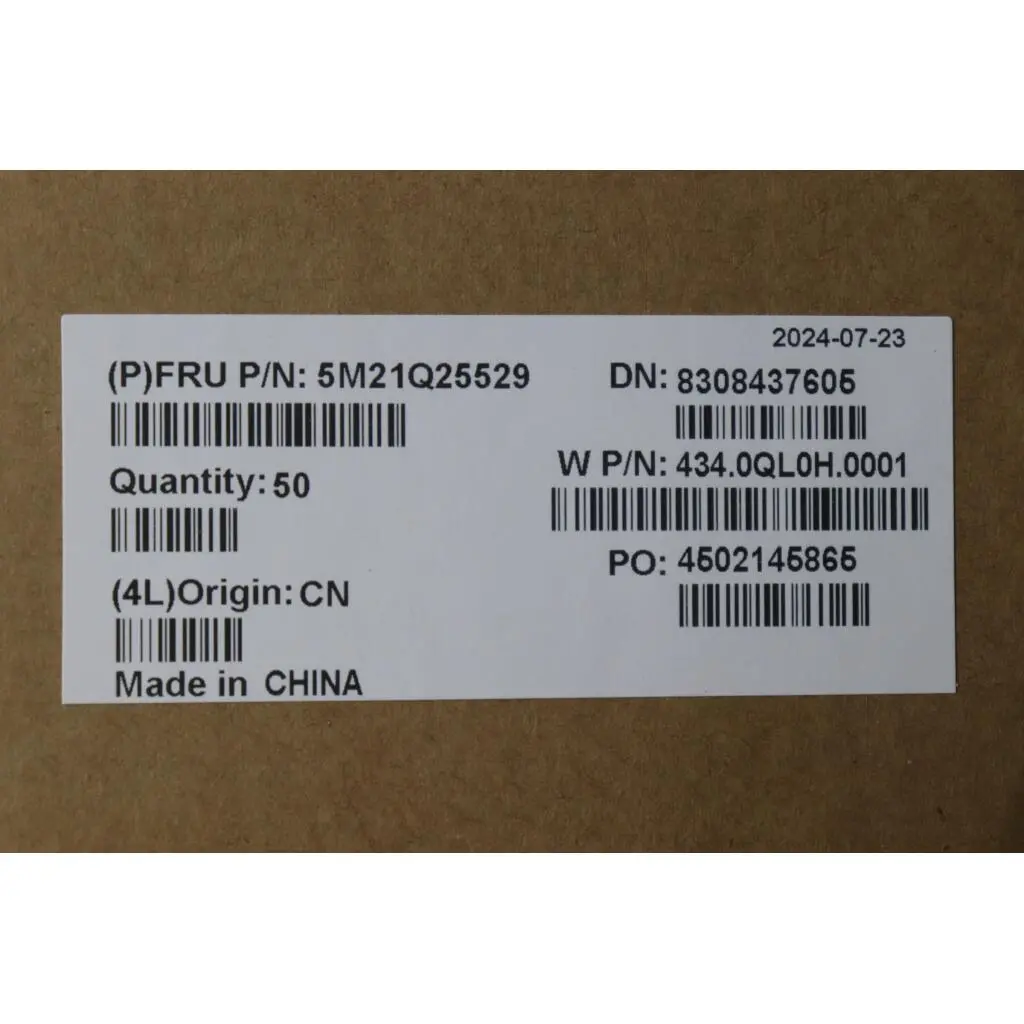 2024-07-23
(P)FRU P/N: 5M21Q25529
DN: 8308437605
W P/N: 434.0QL0H.0001
Quantity: 50
PO: 4502145865
(4L)Origin: CN
Made in CHINA